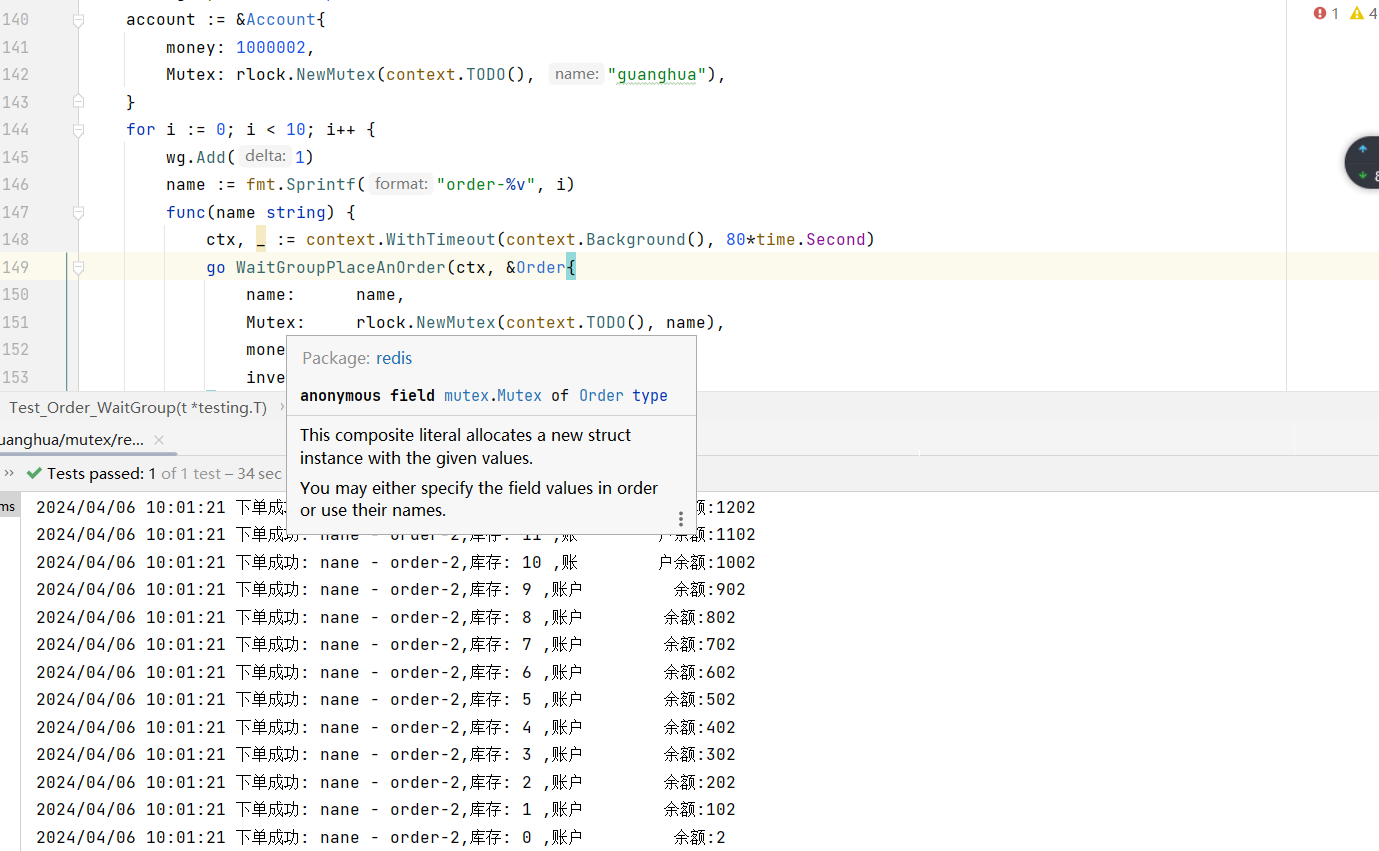 140 account := &Account{
1 4
141 money: 1000002,
142 Mutex: rlock.NewMutex(context.TODO(), name: "guanghua"),
143 }
144 for i := 0; i < 10; i++ {
145 wg.Add( delta: 1)
146 name := fmt.Sprintf( format: "order-%v", i)
147 func(name string) {
148 ctx, _ := context.WithTimeout(context.Background(), 80*time.Second)
149 go WaitGroupPlaceAnOrder(ctx, &Order{
150 name: name,
151 Mutex: rlock.NewMutex(context.TODO(), name),
152 mone
153 inve
Package: redis
anonymous field mutex.Mutex of Order type
This composite literal allocates a new struct
instance with the given values.
You may either specify the field values in order
or use their names.
Test_Order_WaitGroup(t *testing.T)
uanghua/mutex/re...
Tests passed: 1 of 1 test – 34 sec
ms
2024/04/06 10:01:21 下单成功 额:1202
2024/04/06 10:01:21 下单成功: nane - order-2,库存: 11 ,账 户余额:1102
2024/04/06 10:01:21 下单成功: nane - order-2,库存: 10 ,账 户余额:1002
2024/04/06 10:01:21 下单成功: nane - order-2,库存: 9 ,账户 余额:902
2024/04/06 10:01:21 下单成功: nane - order-2,库存: 8 ,账户 余额:802
2024/04/06 10:01:21 下单成功: nane - order-2,库存: 7 ,账户 余额:702
2024/04/06 10:01:21 下单成功: nane - order-2,库存: 6 ,账户 余额:602
2024/04/06 10:01:21 下单成功: nane - order-2,库存: 5 ,账户 余额:502
2024/04/06 10:01:21 下单成功: nane - order-2,库存: 4 ,账户 余额:402
2024/04/06 10:01:21 下单成功: nane - order-2,库存: 3 ,账户 余额:302
2024/04/06 10:01:21 下单成功: nane - order-2,库存: 2 ,账户 余额:202
2024/04/06 10:01:21 下单成功: nane - order-2,库存: 1 ,账户 余额:102
2024/04/06 10:01:21 下单成功: nane - order-2,库存: 0 ,账户 余额:2